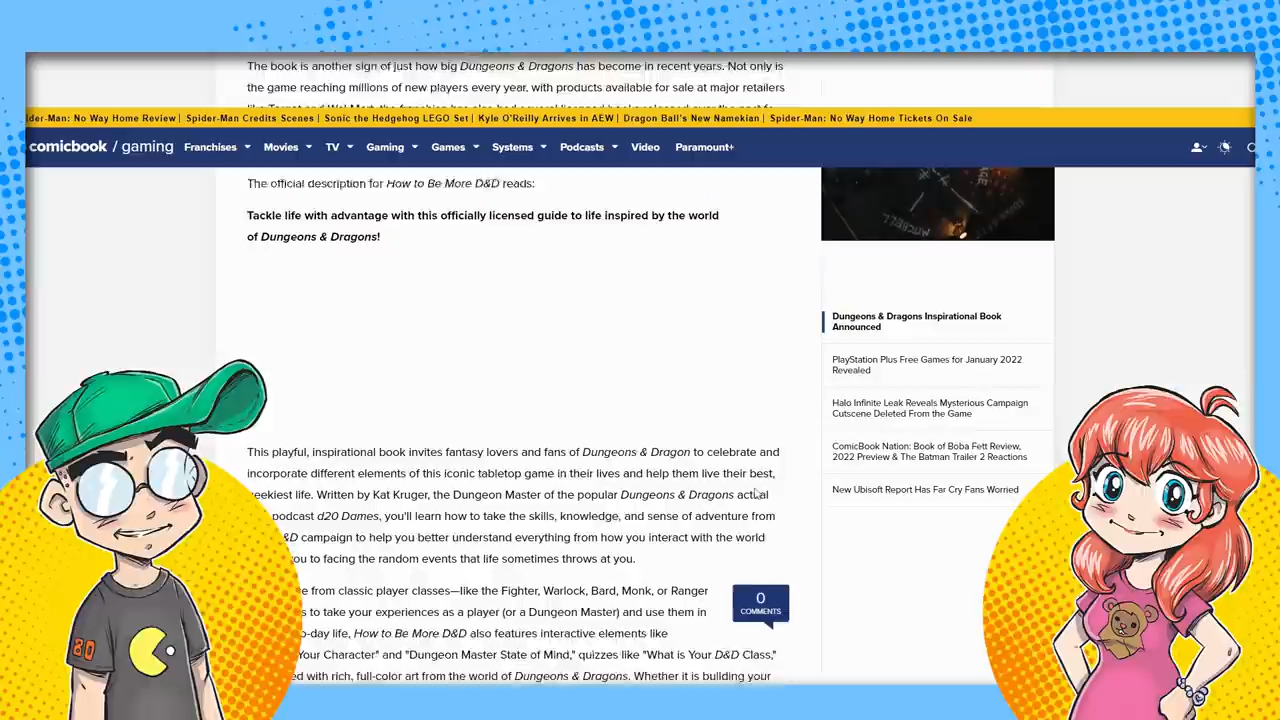 The book is another sign of just how big Dungeons & Dragons has become in recent years. Not only is
the game reaching millions of new players every year, with products available for sale at major retailers
der-Man: No Way Home Review | Spider-Man Credits Scenes | Sonic the Hedgehog LEGO Set | Kyle O'Reilly Arrives in AEW | Dragon Ball's New Namekian | Spider-Man: No Way Home Tickets On Sale
comicbook / gaming Franchises Movies TV Gaming Games Systems Podcasts Video Paramount+
The official description for How to Be More D&D reads:
Tackle life with advantage with this officially licensed guide to life inspired by the world
of Dungeons & Dragons!
MITCHELL
Dungeons & Dragons Inspirational Book
Announced
PlayStation Plus Free Games for January 2022
Revealed
Halo Infinite Leak Reveals Mysterious Campaign
Cutscene Deleted From the Game
ComicBook Nation: Book of Boba Fett Review,
2022 Preview & The Batman Trailer 2 Reactions
New Ubisoft Report Has Far Cry Fans Worried
This playful, inspirational book invites fantasy lovers and fans of Dungeons & Dragon to celebrate and
incorporate different elements of this iconic tabletop game in their lives and help them live their best,
geekiest life. Written by Kat Kruger, the Dungeon Master of the popular Dungeons & Dragons actual
podcast d20 Dames, you'll learn how to take the skills, knowledge, and sense of adventure from
&D campaign to help you better understand everything from how you interact with the world
you to facing the random events that life sometimes throws at you.
e from classic player classes—like the Fighter, Warlock, Bard, Monk, or Ranger
s to take your experiences as a player (or a Dungeon Master) and use them in
o-day life, How to Be More D&D also features interactive elements like
Your Character" and "Dungeon Master State of Mind," quizzes like "What is Your D&D Class,"
ed with rich, full-color art from the world of Dungeons & Dragons. Whether it is building your
0
COMMENTS
80